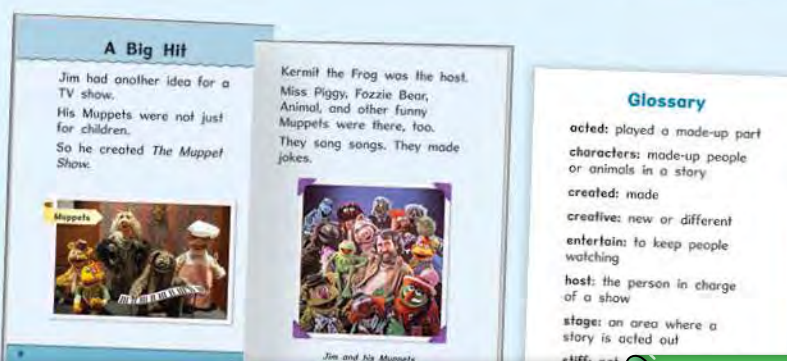 A Big Hit
Jim had another idea for a
TV show.
His Muppets were not just
for children.
So he created The Muppet
Show.
Muppets
Kermit the Frog was the host.
Miss Piggy, Fozzie Bear,
Animal, and other funny
Muppets were there, too.
They sang songs. They made
jokes.
Jim and his Muppets
Glossary
acted: played a made-up part
characters: made-up people
or animals in a story
created: made
creative: new or different
entertain: to keep people
watching
host: the person in charge
of a show
stage: an area where a
story is acted out